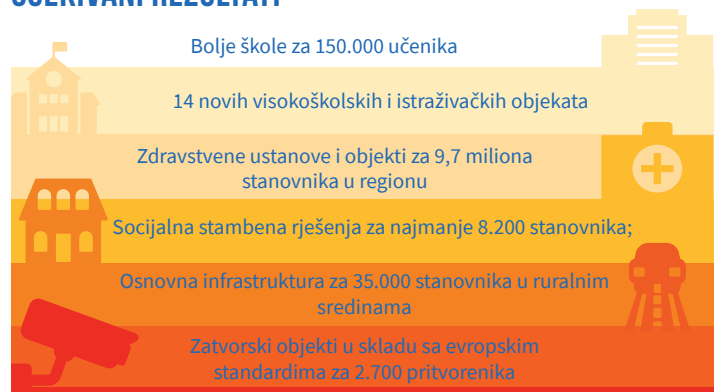 OČEKIVANI REZULTATI
Bolje škole za 150.000 učenika
14 novih visokoškolskih i istraživačkih objekata
Zdravstvene ustanove i objekti za 9,7 miliona
stanovnika u regionu
Socijalna stambena rješenja za najmanje 8.200 stanovnika;
Osnovna infrastruktura za 35.000 stanovnika u ruralnim
sredinama
Zatvorski objekti u skladu sa evropskim
standardima za 2.700 pritvorenika